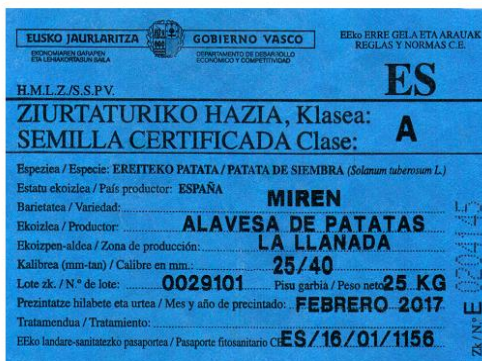 EUSKO JAURLARITZA GOBIERNO VASCO
EKONOMIAREN GARAPEN ETA LEHIAKORTASUN SAILA
DEPARTAMENTO DE DESARROLLO ECONÓMICO Y COMPETITIVIDAD
EEko ERRE GELA ETA ARAUAK
REGLAS Y NORMAS C.E.
H.M.L.Z./S.S.P.V. ES
ZIURTATURIKO HAZIA, Klasea:
SEMILLA CERTIFICADA Clase: A
Espeziea / Especie: EREITEKO PATATA / PATATA DE SIEMBRA (Solanum tuberosum L.)
Estatu ekoizlea / País productor: ESPAÑA
Barietatea / Variedad: MIREN
Ekoizlea / Productor: ALAVESA DE PATATAS
Ekoizpen-aldea / Zona de producción: LA LLANADA
Kalibrea (mm-tan) / Calibre en mm.: 25/40
Lote zk. / N.º de lote: 0029101 Pisu garbia / Peso neto 25 KG
Prezintatze hilabete eta urtea / Mes y año de precintado: FEBRERO 2017
Tratamendua / Tratamiento:
EEko landare-sanitatezko pasaportea / Pasaporte fitosanitario CE ES/16/01/1156
Zk / N.º E